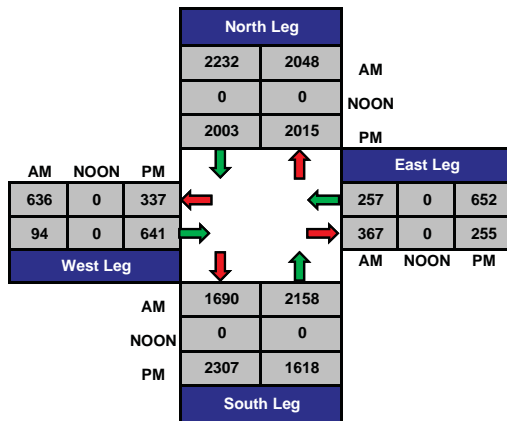 North Leg
2232 2048 AM
0 0 NOON
2003 2015 PM
AM NOON PM East Leg
636 0 337 257 0 652
94 0 641 367 0 255
West Leg AM NOON PM
AM 1690 2158
NOON 0 0
PM 2307 1618
South Leg